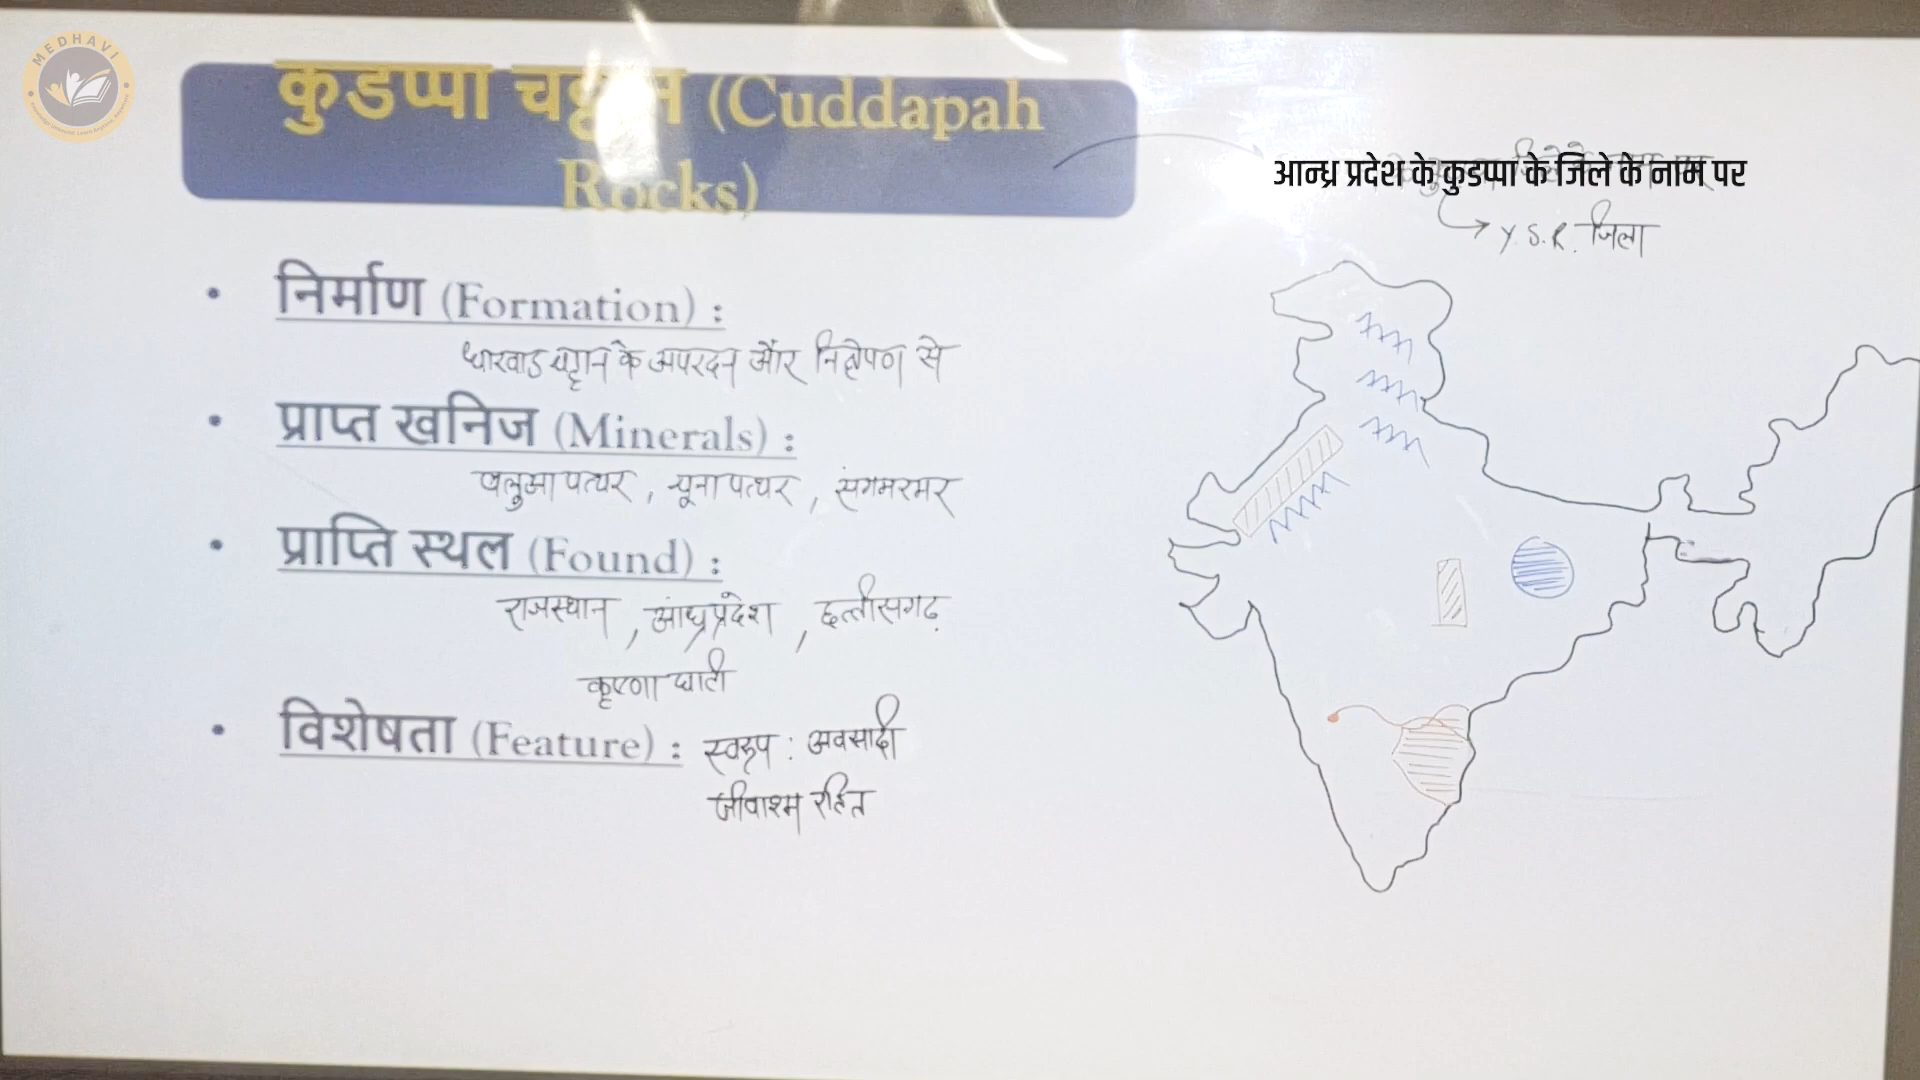 MEDHAVI
कुडप्पा चट्टान (Cuddapah
Rocks)
आन्ध्र प्रदेश के कुडप्पा के जिले के नाम पर
→ Y.S.R. जिला
• निर्माण (Formation) :
धारवाड चट्टान के अपरदन और निक्षेपण से
• प्राप्त खनिज (Minerals) :
बलुआ पत्थर, चूना पत्थर, संगमरमर
• प्राप्ति स्थल (Found) :
राजस्थान, आंध्रप्रदेश, छत्तीसगढ़
कृष्णा घाटी
• विशेषता (Feature) : स्वरूप : अवसादी
जीवाश्म रहित